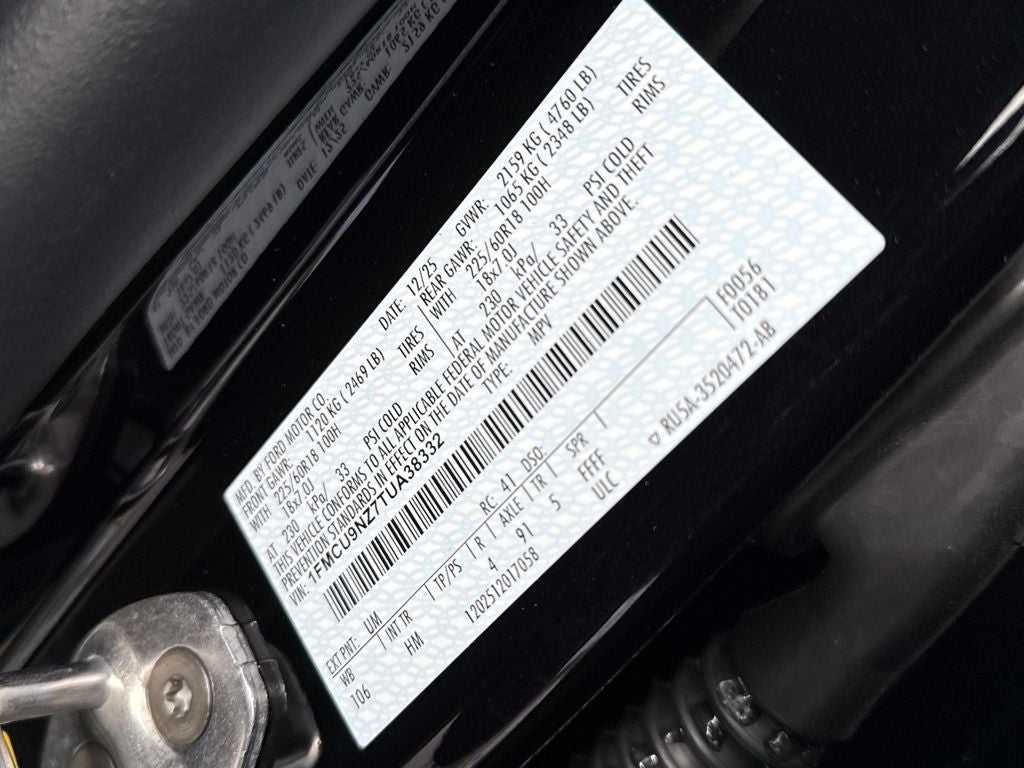 MFD. BY FORD MOTOR CO. DATE: 12/25 GVWR: 2159 KG ( 4760 LB)
FRONT GAWR: 1120 KG ( 2469 LB) REAR GAWR: 1065 KG ( 2348 LB)
WITH 225/60R18 100H TIRES WITH 225/60R18 100H TIRES
18x7.0J RIMS 18x7.0J RIMS
AT 230 kPa/ 33 PSI COLD AT 230 kPa/ 33 PSI COLD
THIS VEHICLE CONFORMS TO ALL APPLICABLE FEDERAL MOTOR VEHICLE SAFETY AND THEFT
PREVENTION STANDARDS IN EFFECT ON THE DATE OF MANUFACTURE SHOWN ABOVE.
VIN: 1FMCU9NZ7TUA38332 TYPE: MPV
EXT PNT: UM RC: 41 DSO: F0056
WB INT TR TP/PS R AXLE TR SPR T0181
106 HM 4 91 5 FFFF
1202512017058 ULC
▽ RU5A-3520472-AB